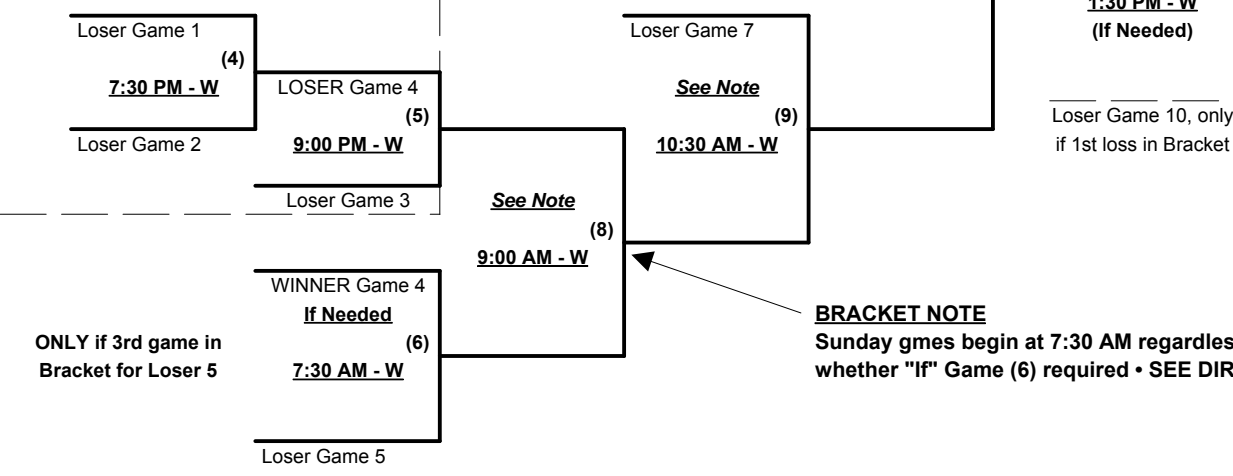 Loser Game 1
(4)
7:30 PM - W
Loser Game 2
LOSER Game 4
(5)
9:00 PM - W
Loser Game 3
WINNER Game 4
If Needed
(6)
7:30 AM - W
Loser Game 5
ONLY if 3rd game in
Bracket for Loser 5
See Note
(8)
9:00 AM - W
Loser Game 7
See Note
(9)
10:30 AM - W
1:30 PM - W
(If Needed)
Loser Game 10, only
if 1st loss in Bracket
BRACKET NOTE
Sunday gmes begin at 7:30 AM regardles
whether "If" Game (6) required • SEE DIR